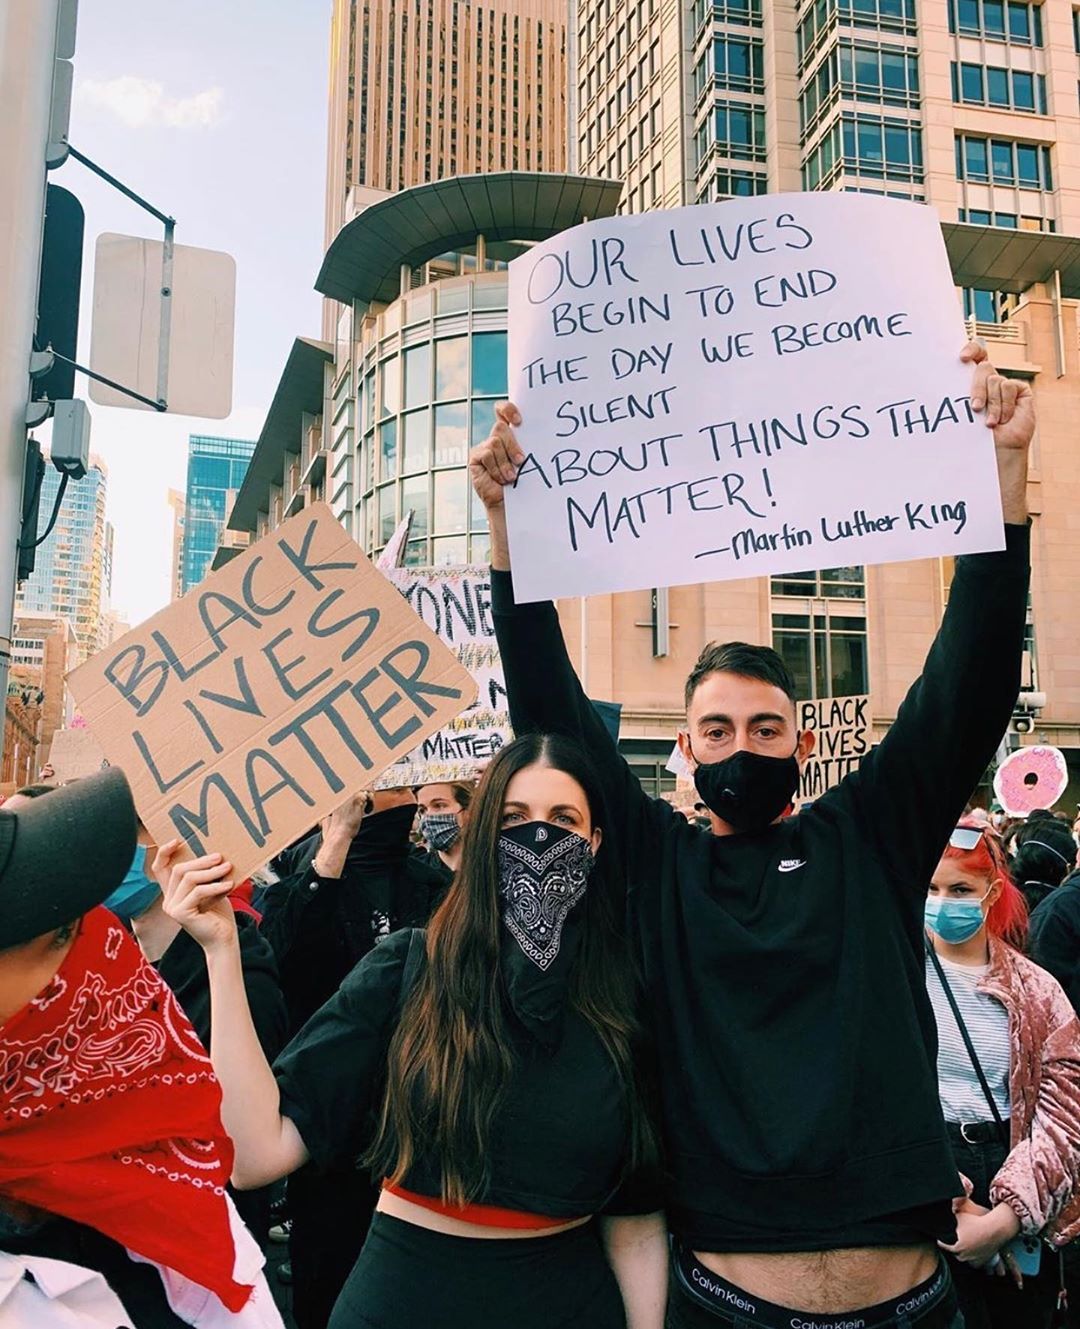 OUR LIVES
BEGIN TO END
THE DAY WE BECOME
SILENT
ABOUT THINGS THAT
MATTER!
—Martin Luther King
BLACK
LIVES
MATTER
MATTER
BLACK
LIVES
MATTER
NIKE
Calvin Klein
Calvin Klein
Calvin Klein